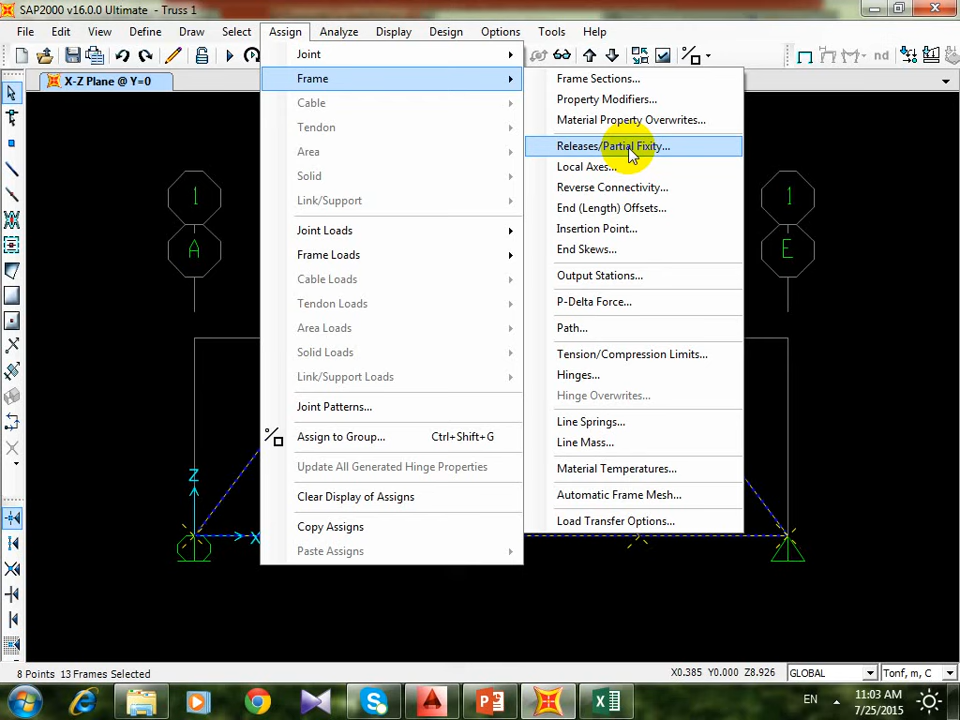 SAP2000 v16.0.0 Ultimate - Truss 1
File Edit View Define Draw Select Assign Analyze Display Design Options Tools Help
X-Z Plane @ Y=0
Joint
Frame
Cable
Tendon
Area
Solid
Link/Support
Joint Loads
Frame Loads
Cable Loads
Tendon Loads
Area Loads
Solid Loads
Link/Support Loads
Joint Patterns...
Assign to Group... Ctrl+Shift+G
Update All Generated Hinge Properties
Clear Display of Assigns
Copy Assigns
Paste Assigns
Frame Sections...
Property Modifiers...
Material Property Overwrites...
Releases/Partial Fixity...
Local Axes...
Reverse Connectivity...
End (Length) Offsets...
Insertion Point...
End Skews...
Output Stations...
P-Delta Force...
Path...
Tension/Compression Limits...
Hinges...
Hinge Overwrites...
Line Springs...
Line Mass...
Material Temperatures...
Automatic Frame Mesh...
Load Transfer Options...
1
A
1
E
Z
X
8 Points 13 Frames Selected
X0.385 Y0.000 Z8.926
GLOBAL
Tonf, m, C
EN
11:03 AM
7/25/2015